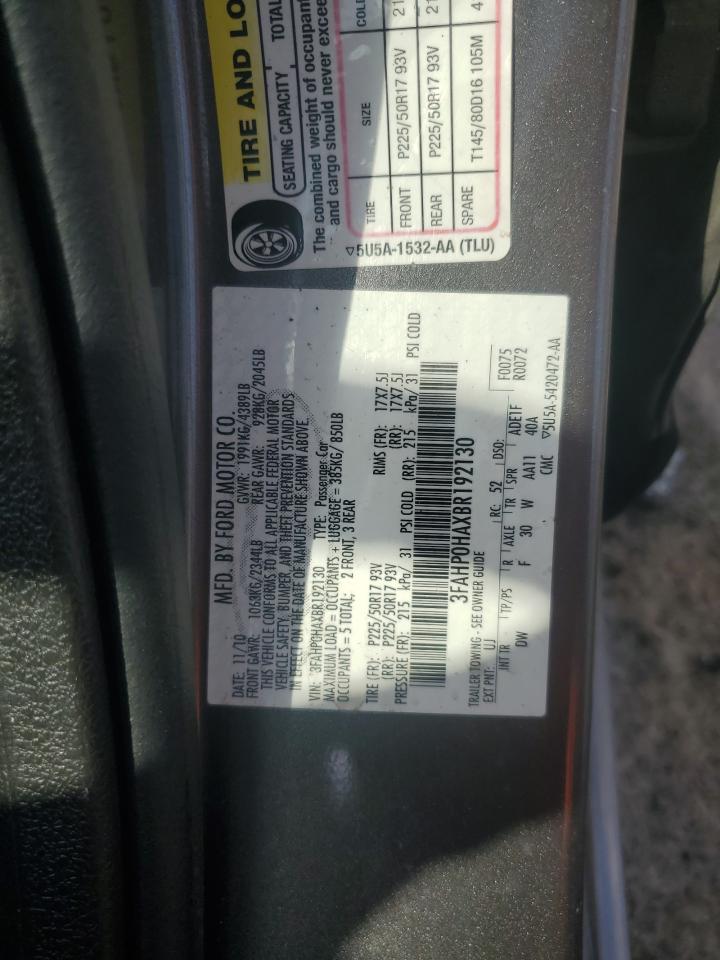 TIRE AND LO
SEATING CAPACITY TOTAL
The combined weight of occupant
and cargo should never excee
TIRE SIZE COLD
FRONT P225/50R17 93V 21
REAR P225/50R17 93V 21
SPARE T145/80D16 105M 4
5U5A-1532-AA (TLU)
MFD. BY FORD MOTOR CO.
DATE: 11/10 GVWR: 1991KG/4389LB
FRONT GAWR: 1063KG/2344LB REAR GAWR: 928KG/2045LB
THIS VEHICLE CONFORMS TO ALL APPLICABLE FEDERAL MOTOR
VEHICLE SAFETY, BUMPER, AND THEFT PREVENTION STANDARDS
IN EFFECT ON THE DATE OF MANUFACTURE SHOWN ABOVE.
VIN: 3FAHP0HAXBR192130 TYPE: Passenger Car
MAXIMUM LOAD = OCCUPANTS + LUGGAGE = 385KG/850LB
OCCUPANTS = 5 TOTAL; 2 FRONT, 3 REAR
TIRE (FR): P225/50R17 93V RIMS (FR): 17X7.5J
(RR): P225/50R17 93V (RR): 17X7.5J
PRESSURE (FR): 215 kPa/ 31 PSI COLD (RR): 215 kPa/ 31 PSI COLD
3FAHP0HAXBR192130
TRAILER TOWING - SEE OWNER GUIDE F0075
EXT PNT: UJ RC: 52 DSO: R0072
INT TR TP/PS R AXLE TR SPR ADE1F
DW F 30 W AA11 40A
CMC 5U5A-5420472-AA